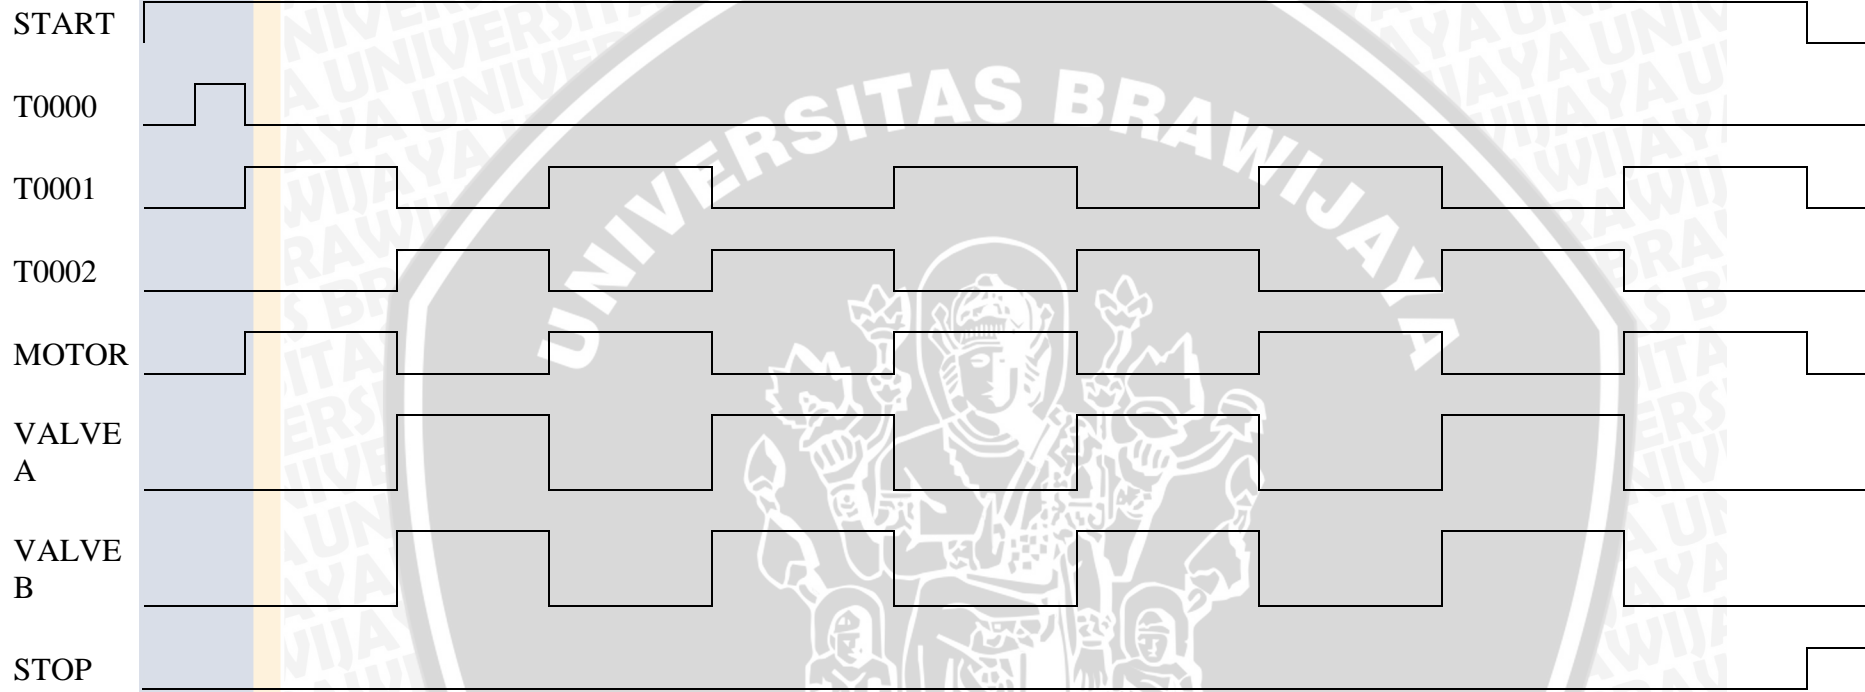 START
T0000
T0001
T0002
MOTOR
VALVE
A
VALVE
B
STOP
UNIVERSITAS BRAWIJAYA